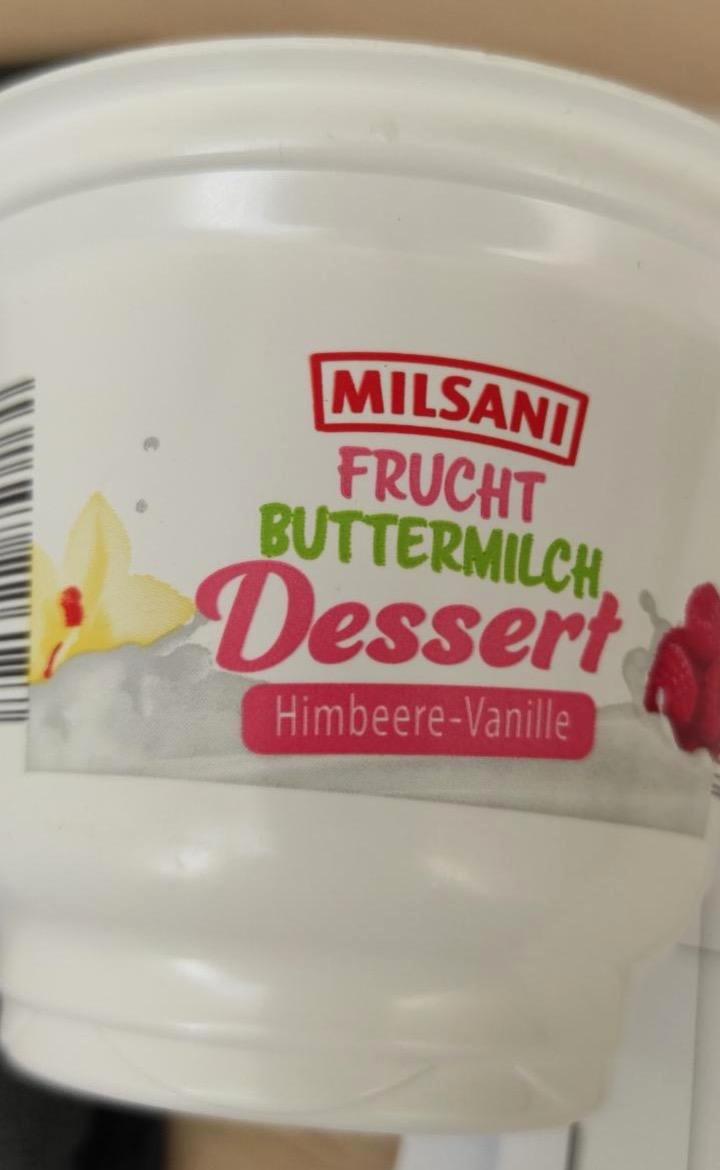 MILSANI
FRUCHT
BUTTERMILCH
Dessert
Himbeere-Vanille